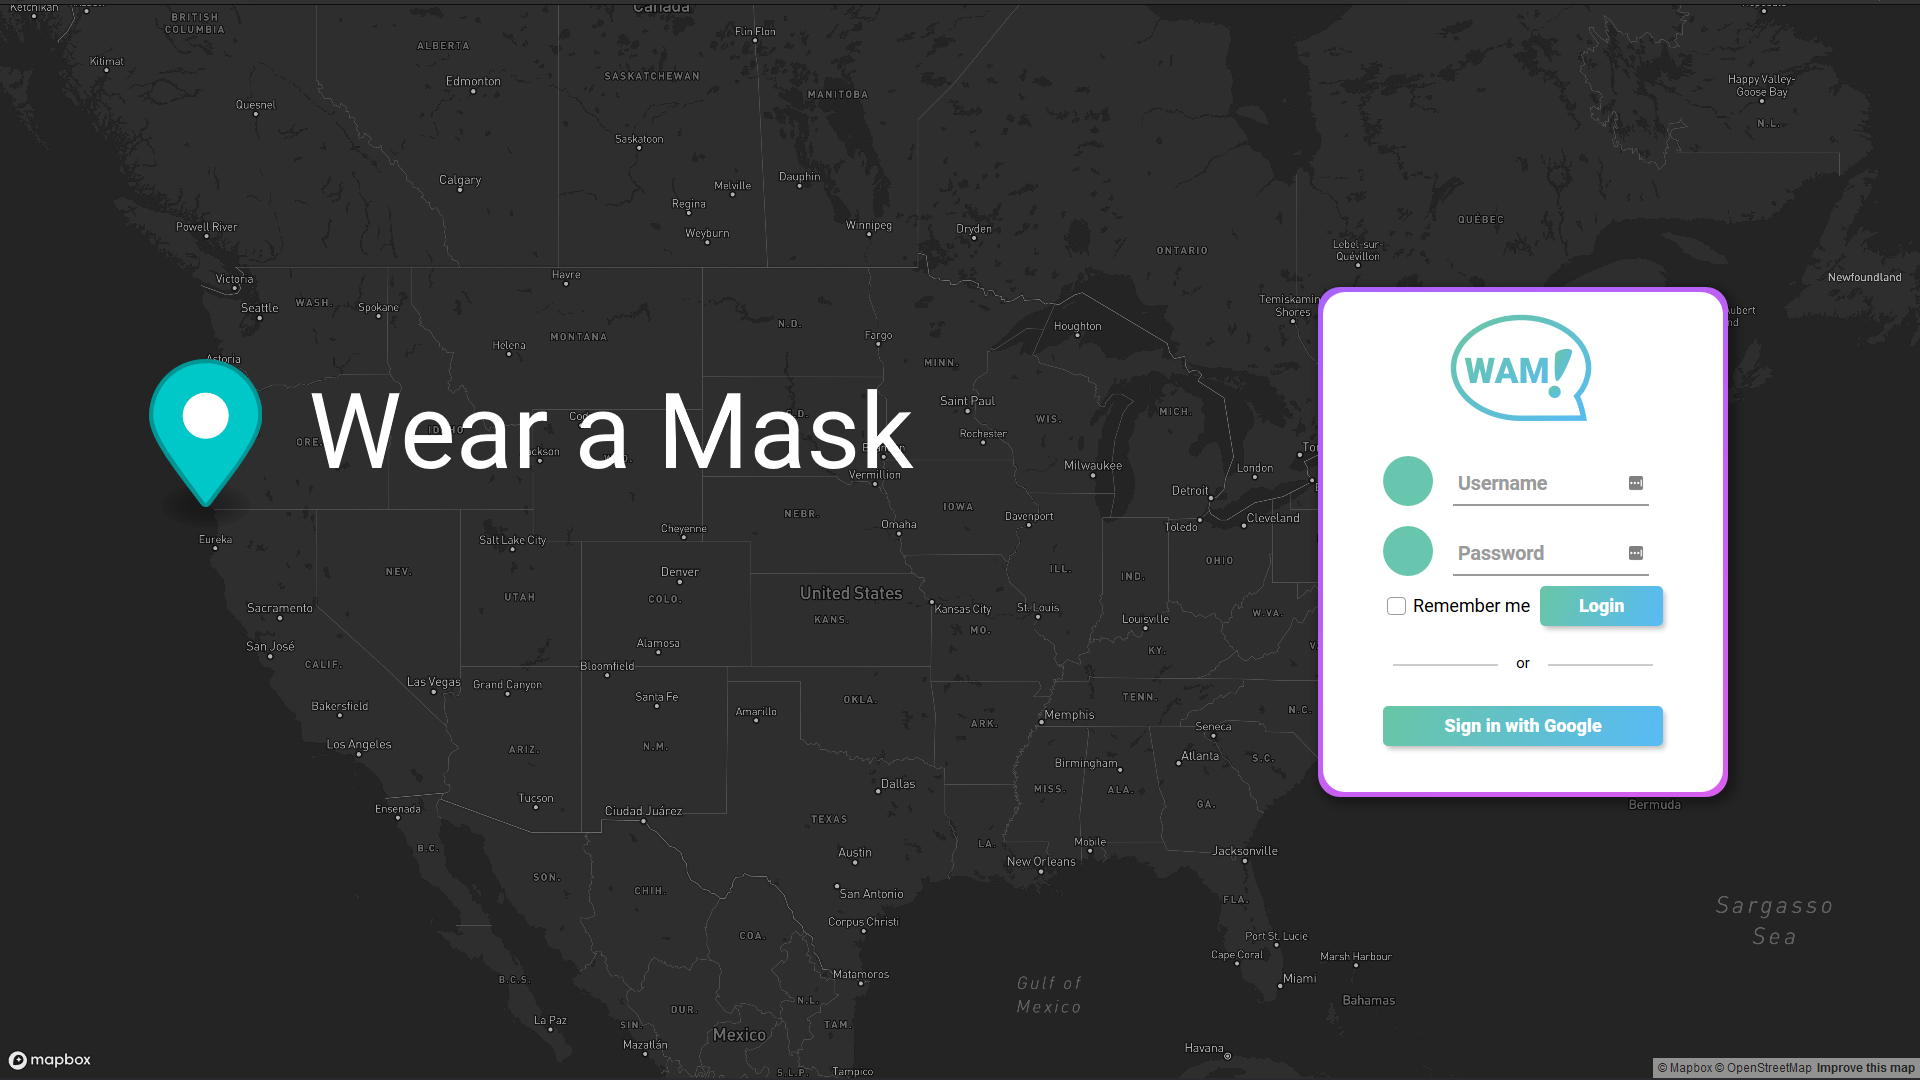 Ketchikan
BRITISH
COLUMBIA
Canada
Flin Flon
ALBERTA
Kitimat
Edmonton
SASKATCHEWAN
MANITOBA
Happy Valley-
Goose Bay
Quesnel
N.L.
Saskatoon
Calgary
Melville
Dauphin
Regina
Powell River
Weyburn
Winnipeg
Dryden
QUÉBEC
ONTARIO
Lebel-sur-
Quévillon
Victoria
Havre
Newfoundland
Seattle
WASH.
Spokane
Temiskaming
Shores
MONTANA
N.D.
Houghton
Helena
Fargo
MINN.
Astoria
WAM!
Wear a Mask
Saint Paul
WIS.
MICH.
Rochester
ORE.
Milwaukee
London
Vermillion
Username
Detroit
NEBR.
IOWA
Davenport
Cleveland
Toledo
Omaha
Cheyenne
Eureka
Salt Lake City
Password
NEV.
Denver
ILL.
IND.
OHIO
UTAH
COLO.
United States
Sacramento
Kansas City
St. Louis
W.VA.
KANS.
MO.
Louisville
Remember me
Login
San José
Alamosa
KY.
CALIF.
Bloomfield
or
Las Vegas
Grand Canyon
Santa Fe
OKLA.
TENN.
Bakersfield
Amarillo
ARK.
Memphis
N.C.
Seneca
Sign in with Google
Los Angeles
ARIZ.
N.M.
Birmingham
Atlanta
S.C.
Dallas
MISS.
ALA.
Tucson
GA.
Bermuda
Ensenada
Ciudad Juárez
TEXAS
B.C.
Austin
LA.
Mobile
New Orleans
Jacksonville
SON.
CHIH.
San Antonio
FLA.
Sargasso
Sea
Corpus Christi
COA.
Port St. Lucie
Cape Coral
Marsh Harbour
B.C.S.
Matamoros
Gulf of
Mexico
Miami
Bahamas
DUR.
N.L.
La Paz
SIN.
Mexico
TAM.
Mazatlán
Havana
S.L.P.
Tampico
mapbox
© Mapbox © OpenStreetMap Improve this map